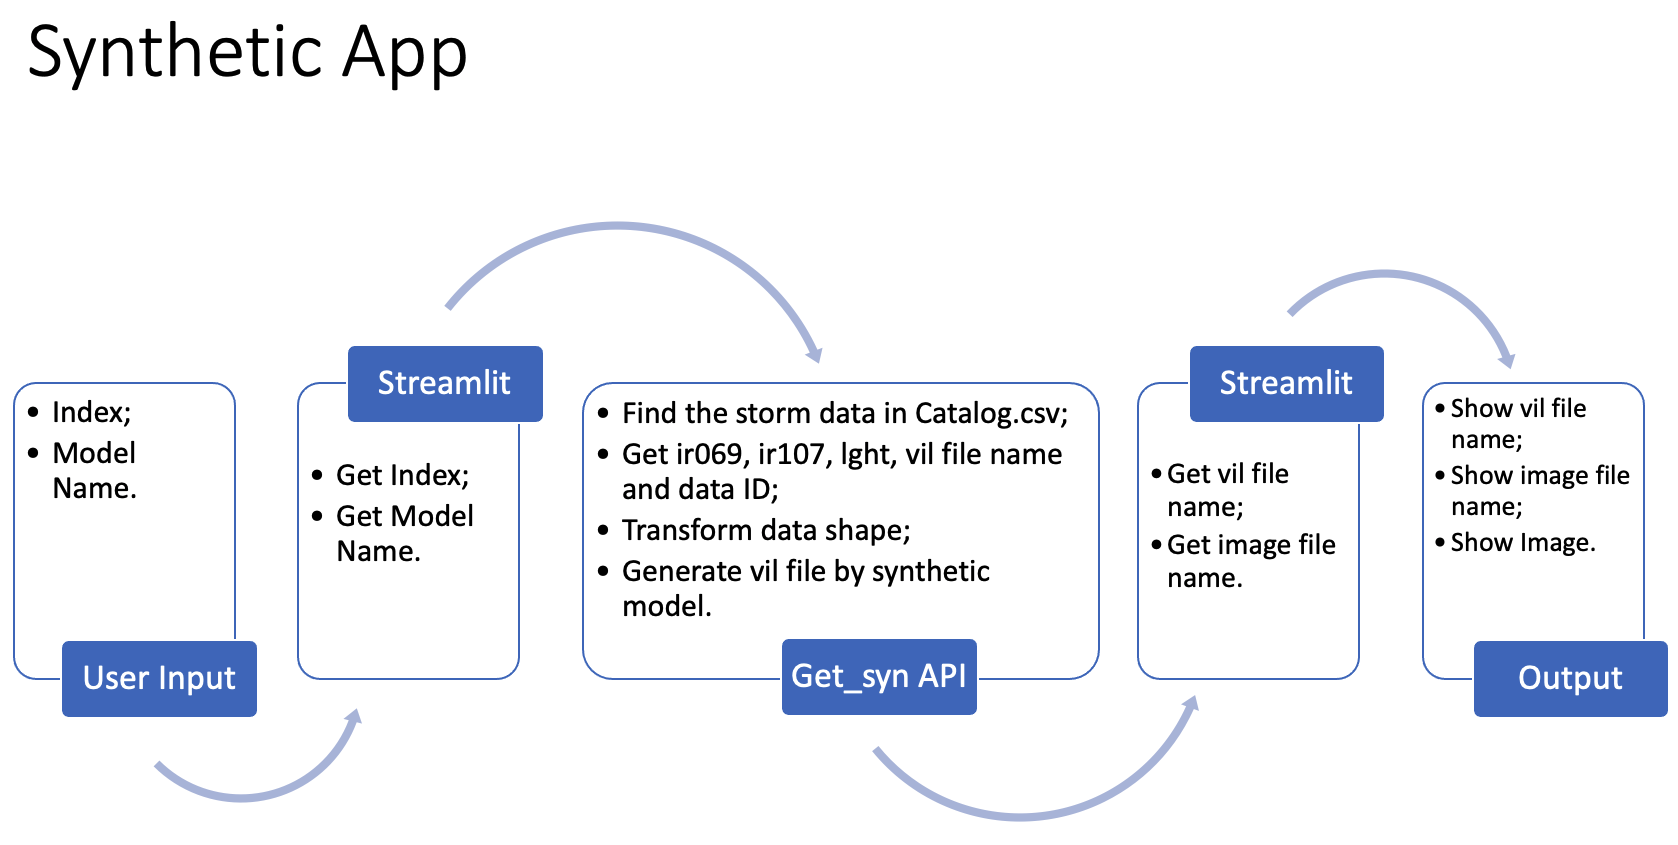 Synthetic App
• Index;
• Model
Name.
User Input
Streamlit
• Get Index;
• Get Model
Name.
• Find the storm data in Catalog.csv;
• Get ir069, ir107, lght, vil file name
and data ID;
• Transform data shape;
• Generate vil file by synthetic
model.
Get_syn API
Streamlit
• Get vil file
name;
• Get image file
name.
• Show vil file
name;
• Show image file
name;
• Show Image.
Output